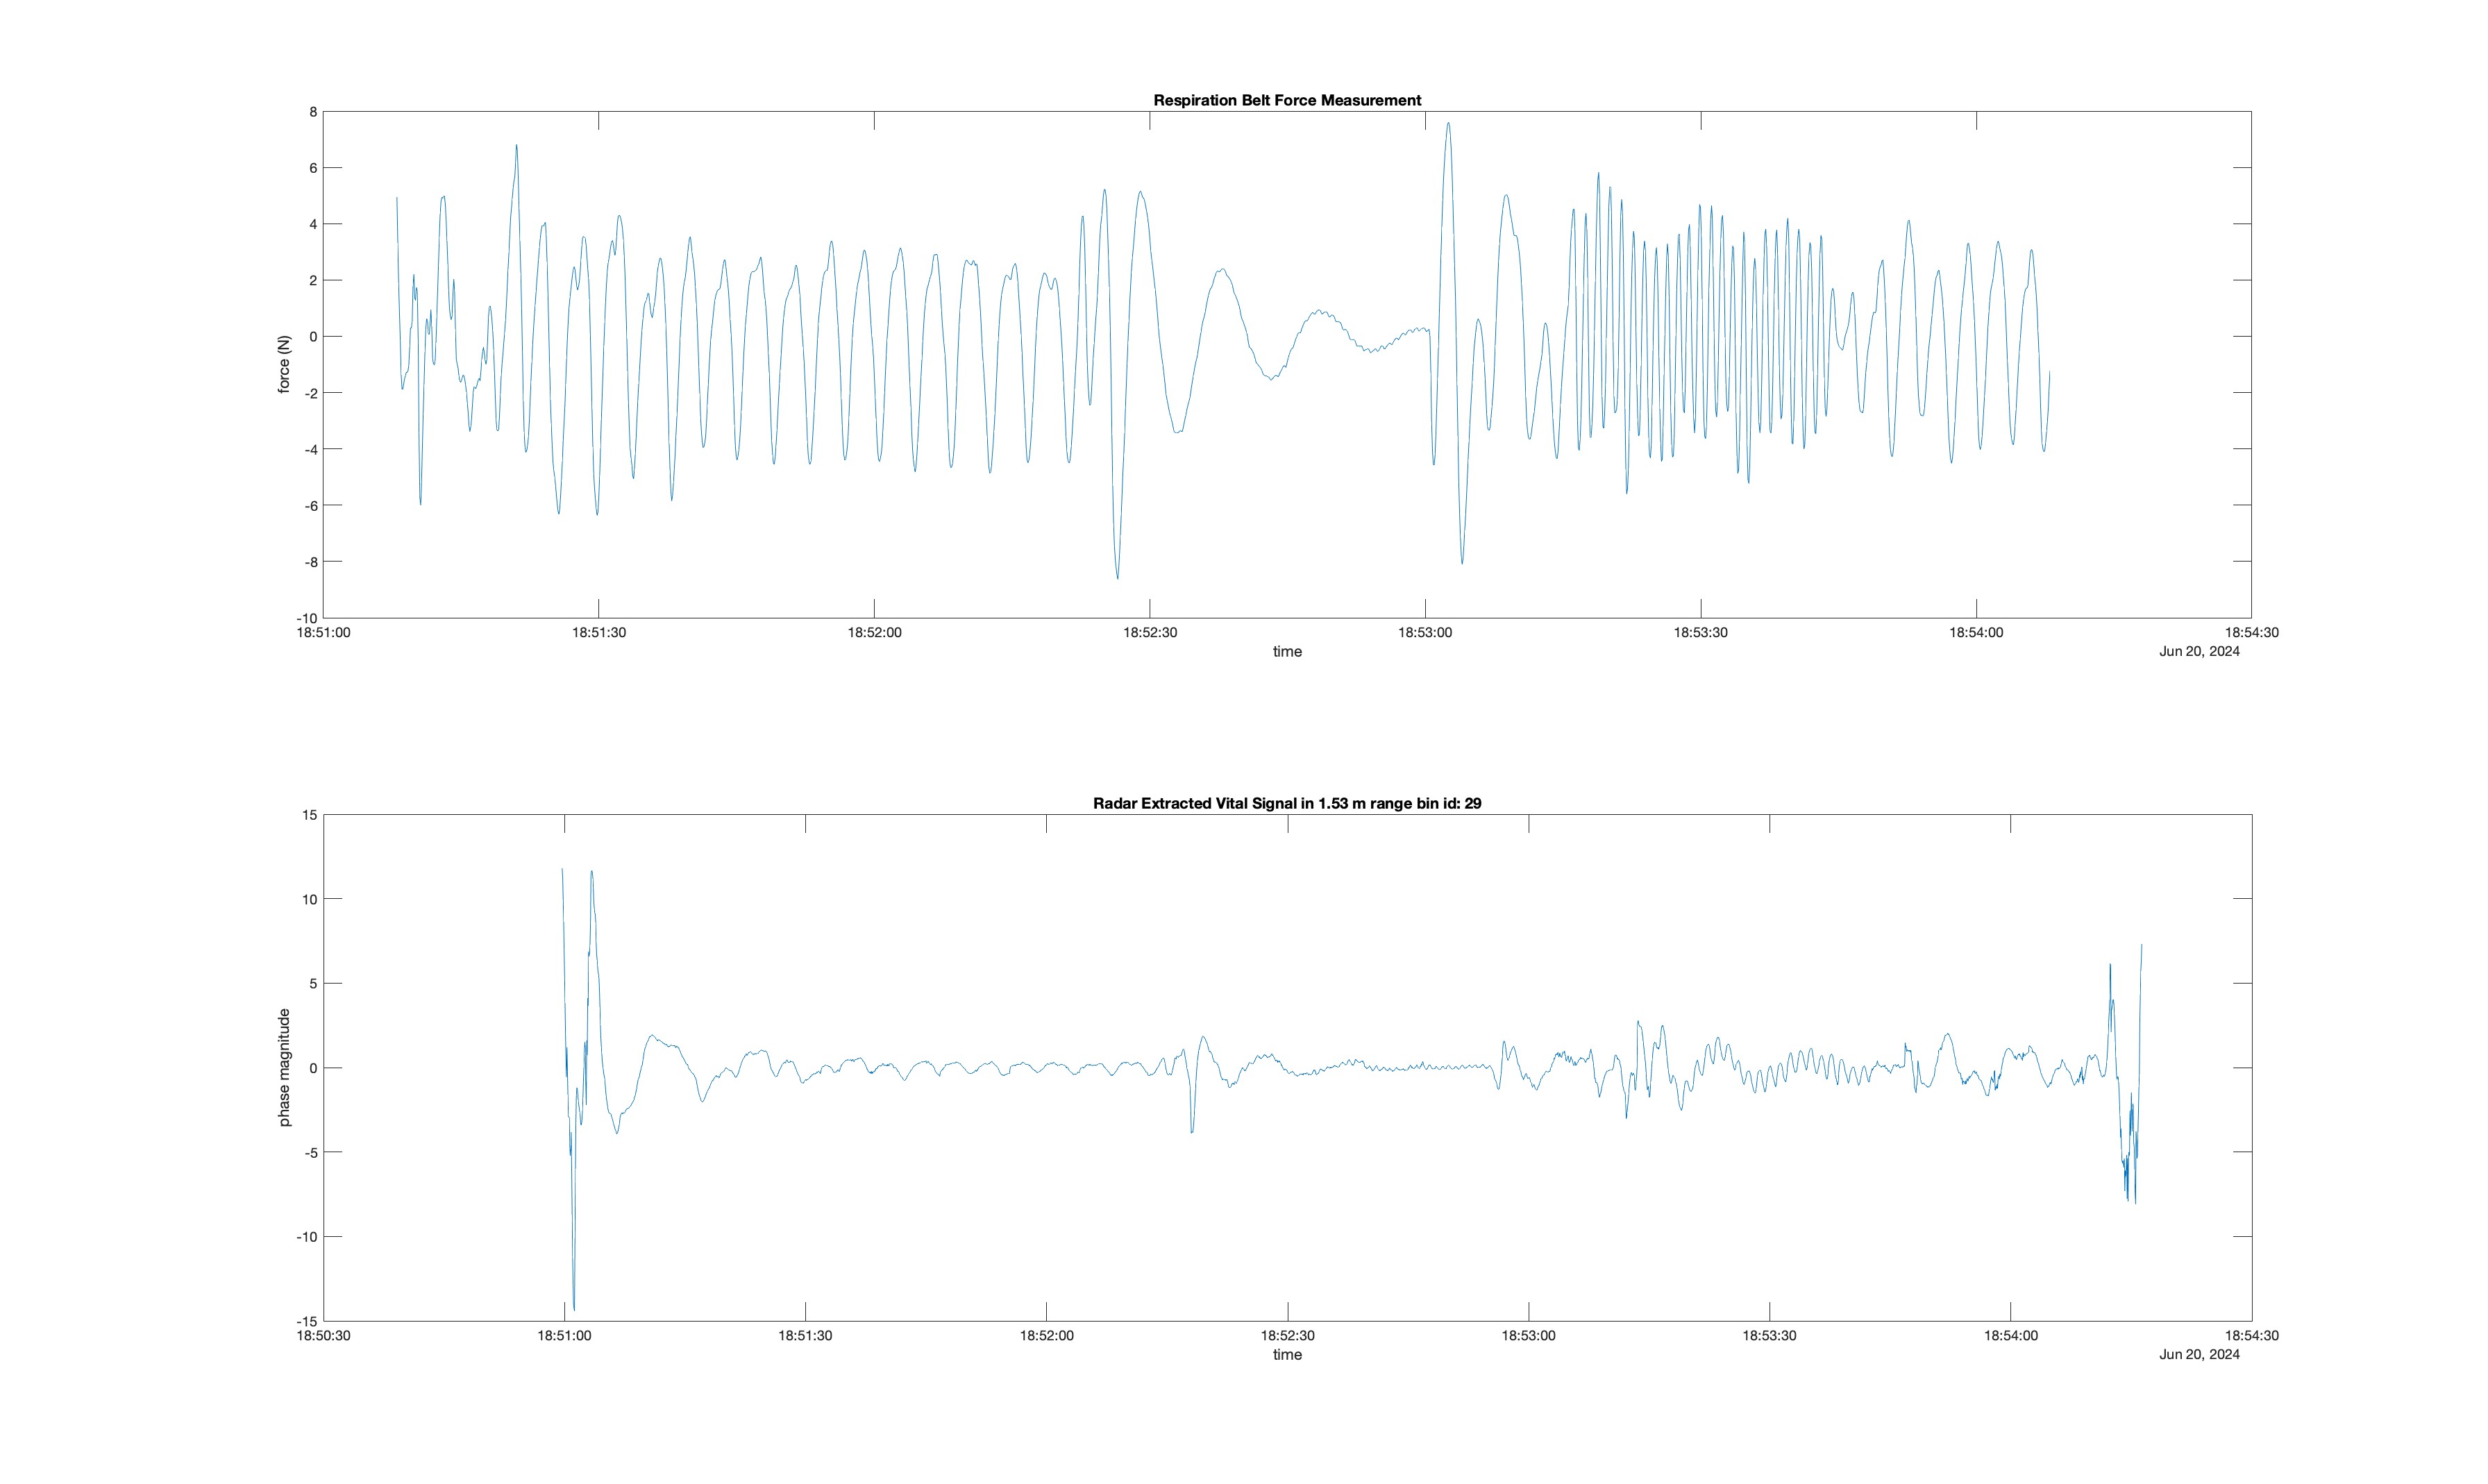 Respiration Belt Force Measurement
8
6
4
2
0
-2
-4
-6
-8
-10
force (N)
18:51:00 18:51:30 18:52:00 18:52:30 18:53:00 18:53:30 18:54:00 18:54:30
time
Jun 20, 2024
Radar Extracted Vital Signal in 1.53 m range bin id: 29
15
10
5
0
-5
-10
-15
phase magnitude
18:50:30 18:51:00 18:51:30 18:52:00 18:52:30 18:53:00 18:53:30 18:54:00 18:54:30
time
Jun 20, 2024